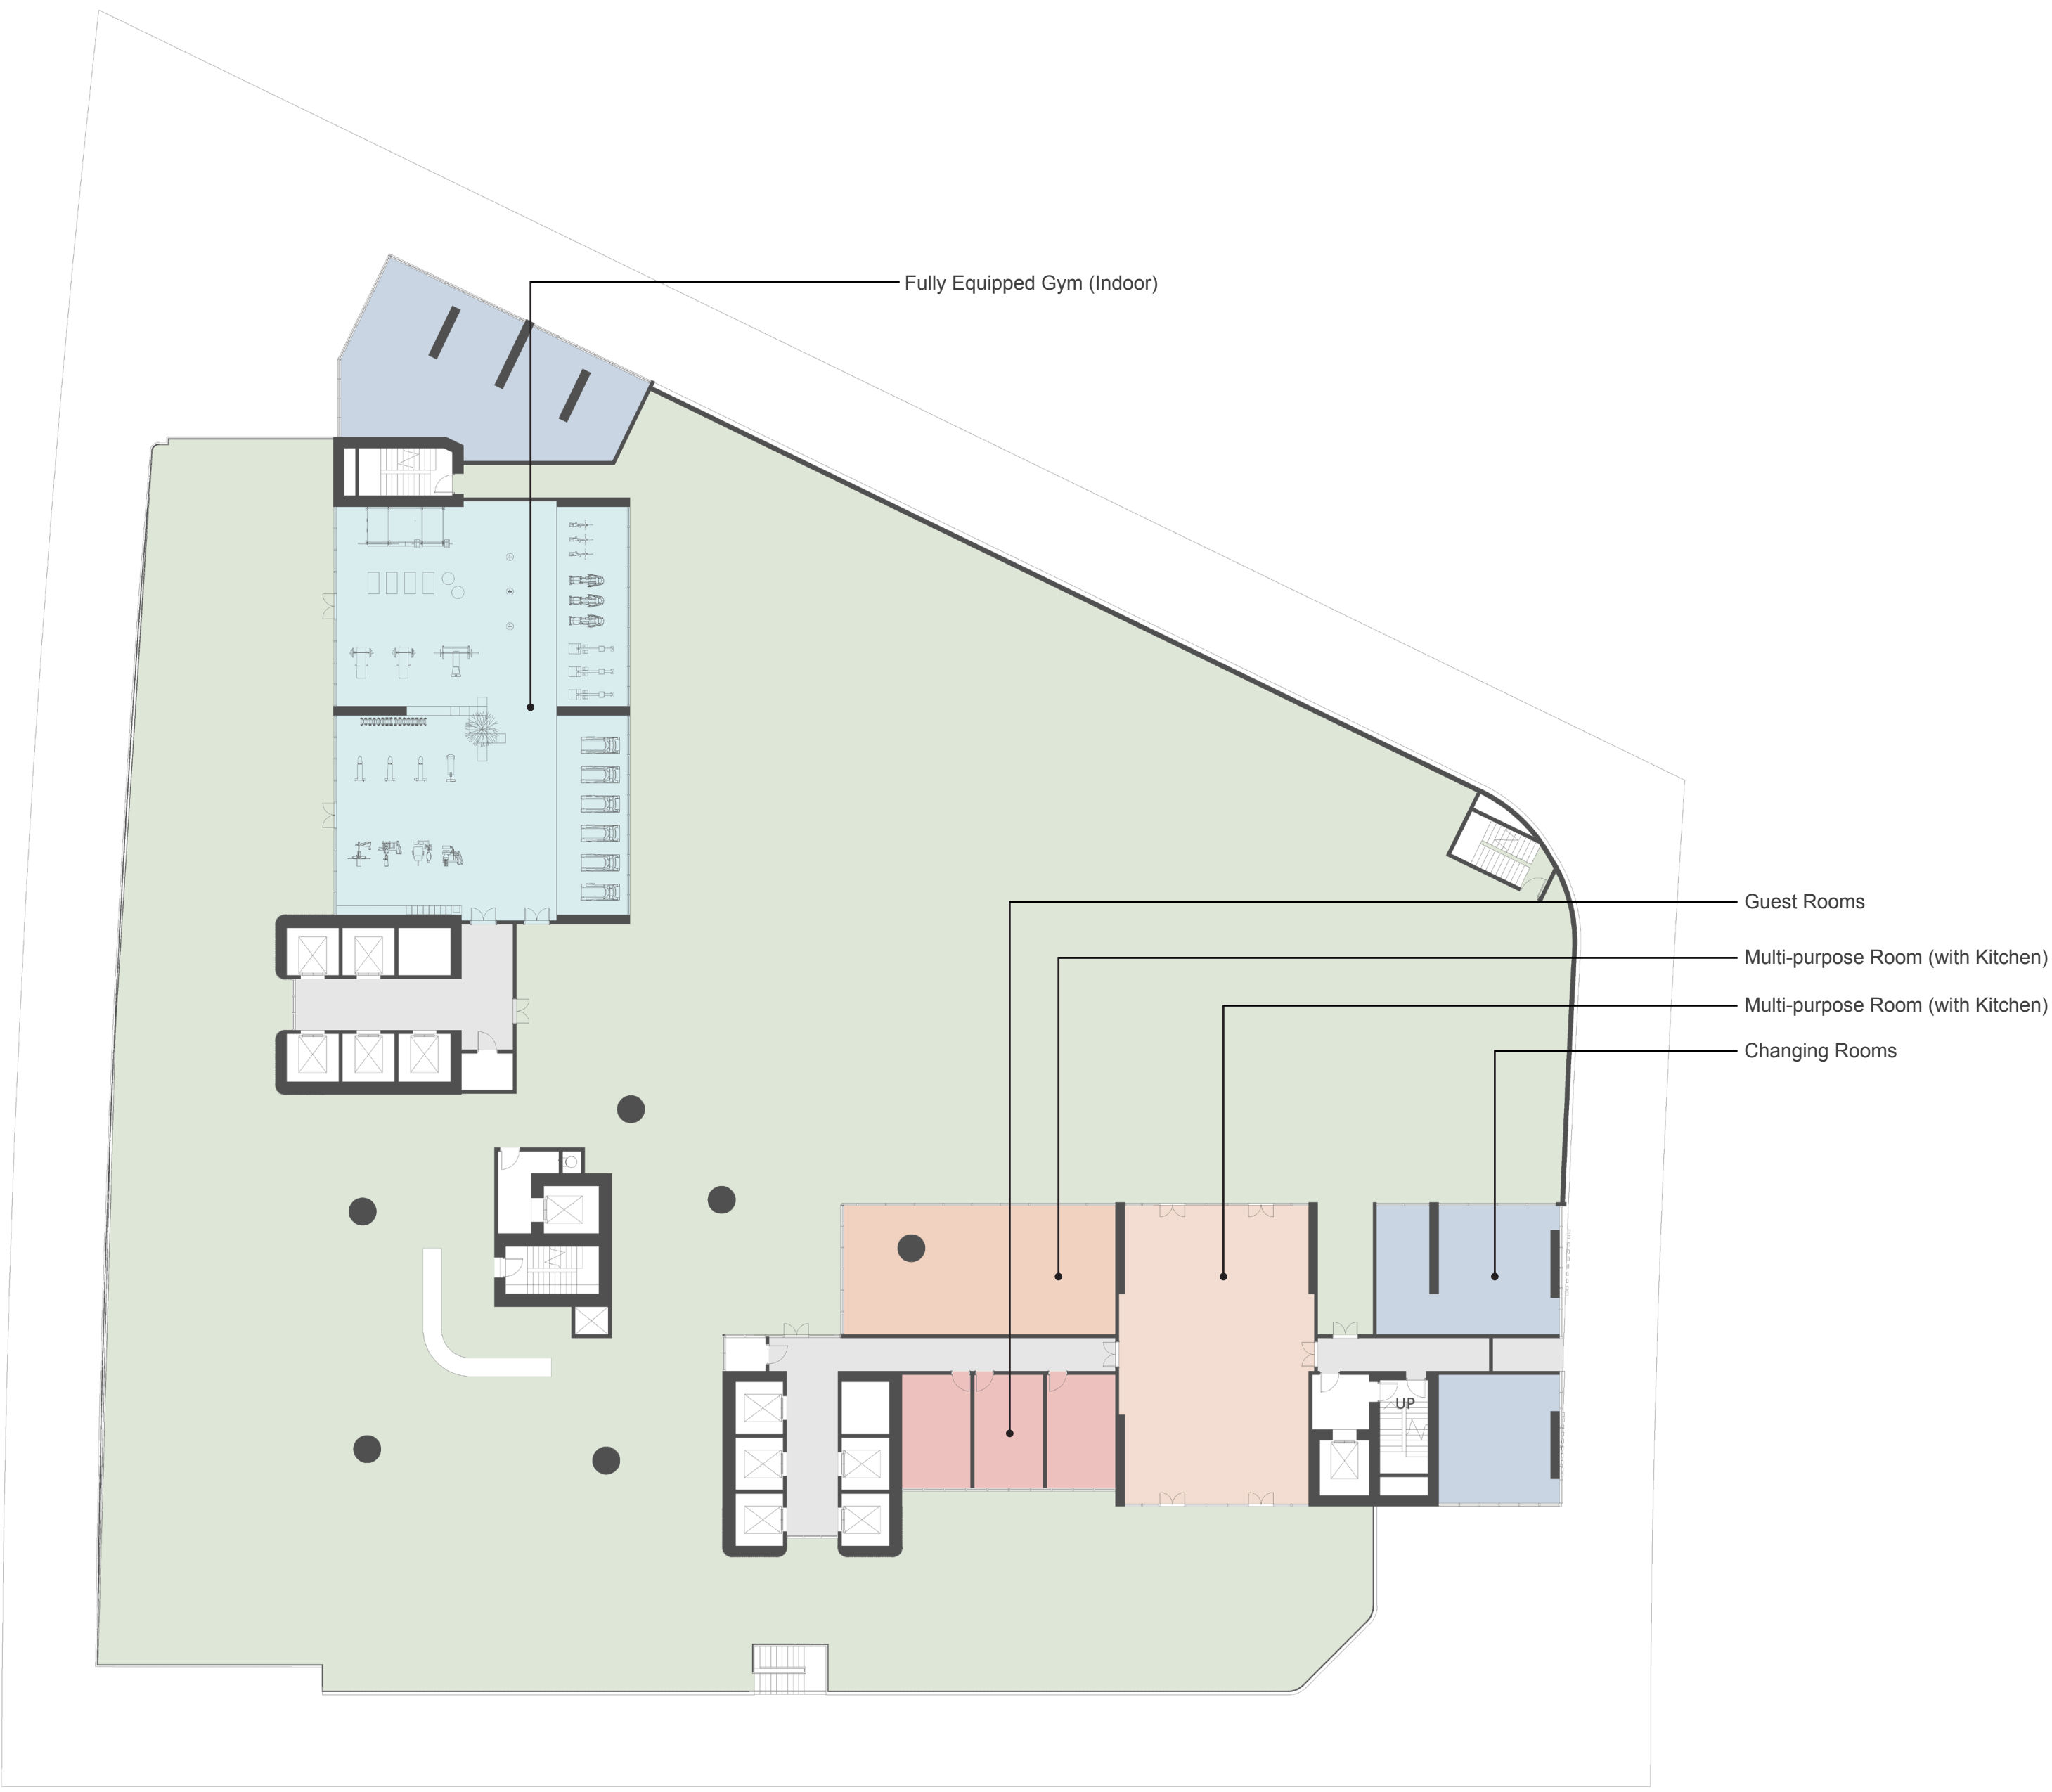 Fully Equipped Gym (Indoor)
Guest Rooms
Multi-purpose Room (with Kitchen)
Multi-purpose Room (with Kitchen)
Changing Rooms
UP